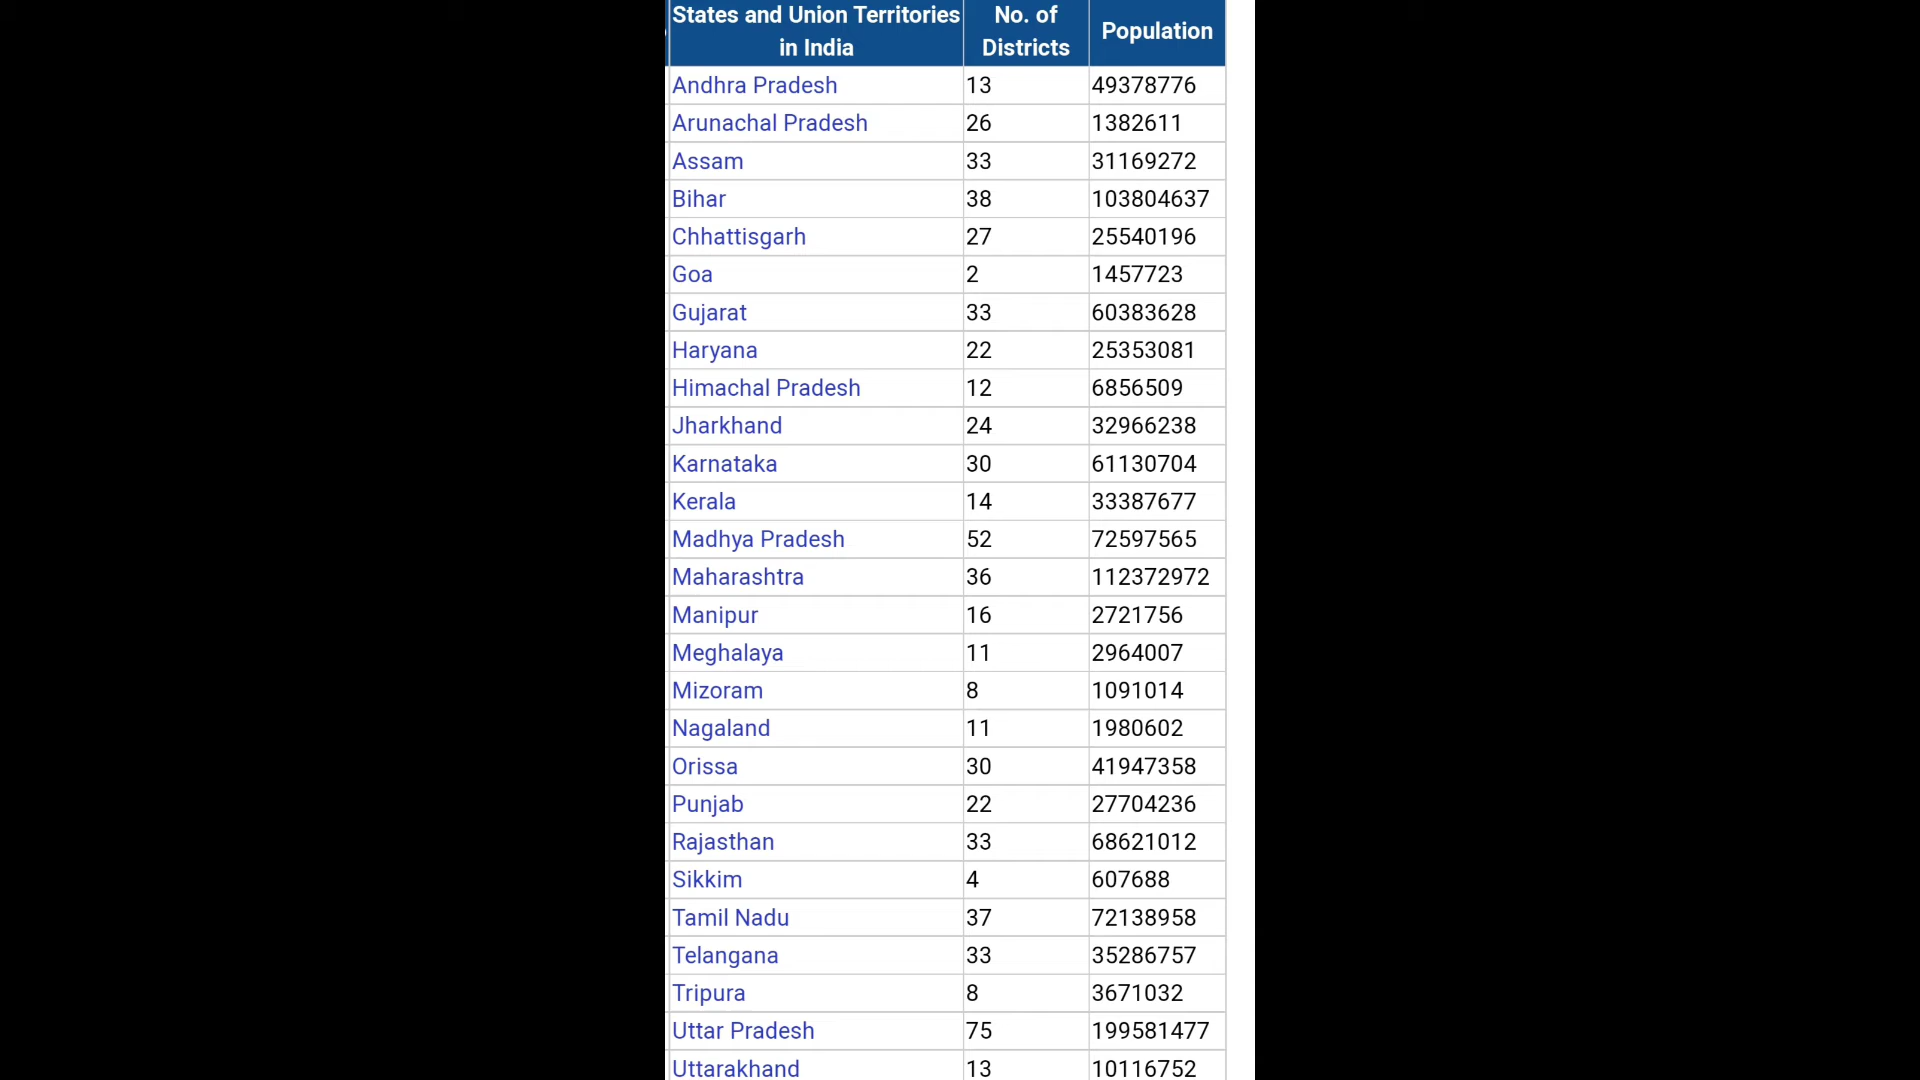 States and Union Territories in India No. of Districts Population
Andhra Pradesh 13 49378776
Arunachal Pradesh 26 1382611
Assam 33 31169272
Bihar 38 103804637
Chhattisgarh 27 25540196
Goa 2 1457723
Gujarat 33 60383628
Haryana 22 25353081
Himachal Pradesh 12 6856509
Jharkhand 24 32966238
Karnataka 30 61130704
Kerala 14 33387677
Madhya Pradesh 52 72597565
Maharashtra 36 112372972
Manipur 16 2721756
Meghalaya 11 2964007
Mizoram 8 1091014
Nagaland 11 1980602
Orissa 30 41947358
Punjab 22 27704236
Rajasthan 33 68621012
Sikkim 4 607688
Tamil Nadu 37 72138958
Telangana 33 35286757
Tripura 8 3671032
Uttar Pradesh 75 199581477
Uttarakhand 13 10116752